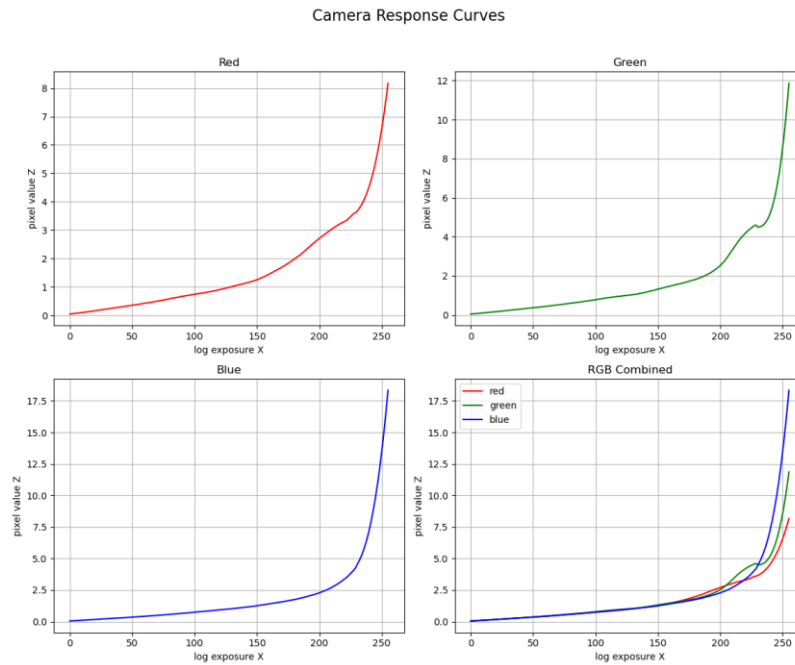 Camera Response Curves
Red
8
7
6
5
4
3
2
1
0
pixel value Z
0 50 100 150 200 250
log exposure X
Green
12
10
8
6
4
2
0
pixel value Z
0 50 100 150 200 250
log exposure X
Blue
17.5
15.0
12.5
10.0
7.5
5.0
2.5
0.0
pixel value Z
0 50 100 150 200 250
log exposure X
RGB Combined
red
green
blue
17.5
15.0
12.5
10.0
7.5
5.0
2.5
0.0
pixel value Z
0 50 100 150 200 250
log exposure X